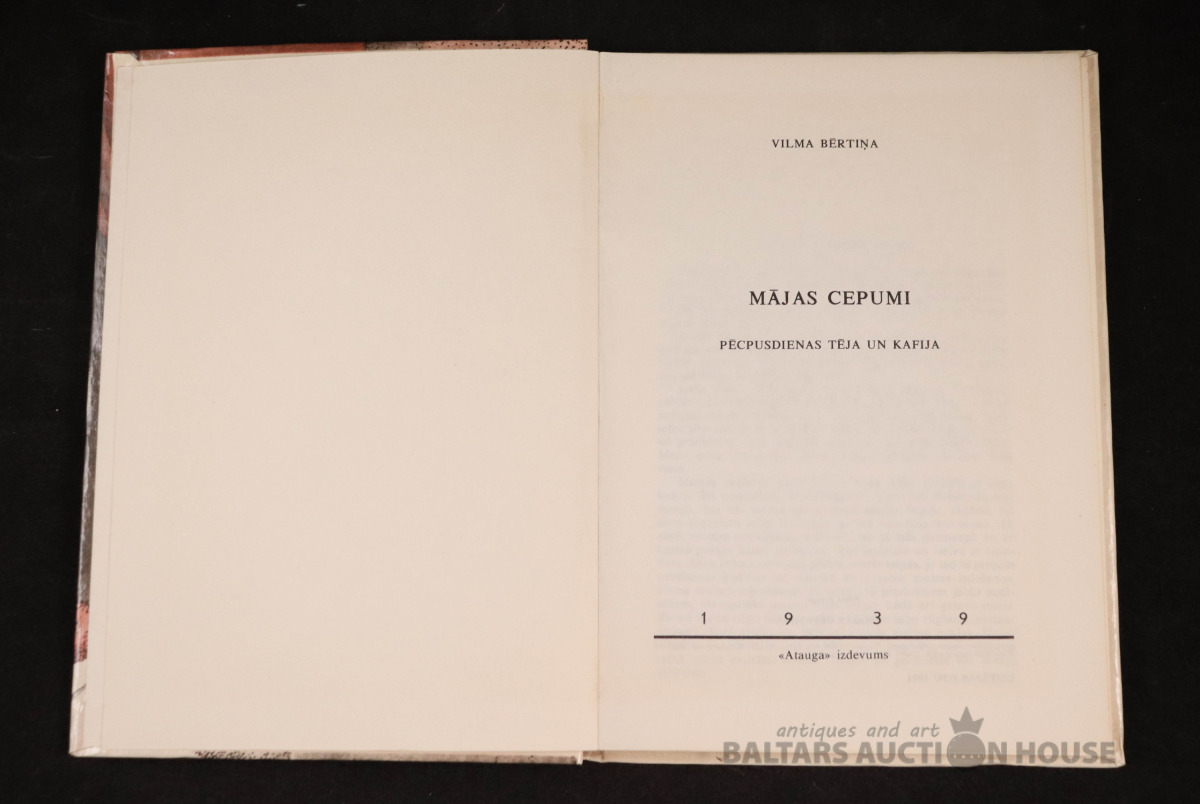 VILMA BĒRTIŅA
MĀJAS CEPUMI
PĒCPUSDIENAS TĒJA UN KAFIJA
1 9 3 9
«Atauga» izdevums
antiques and art
BALTARS AUCTION HOUSE